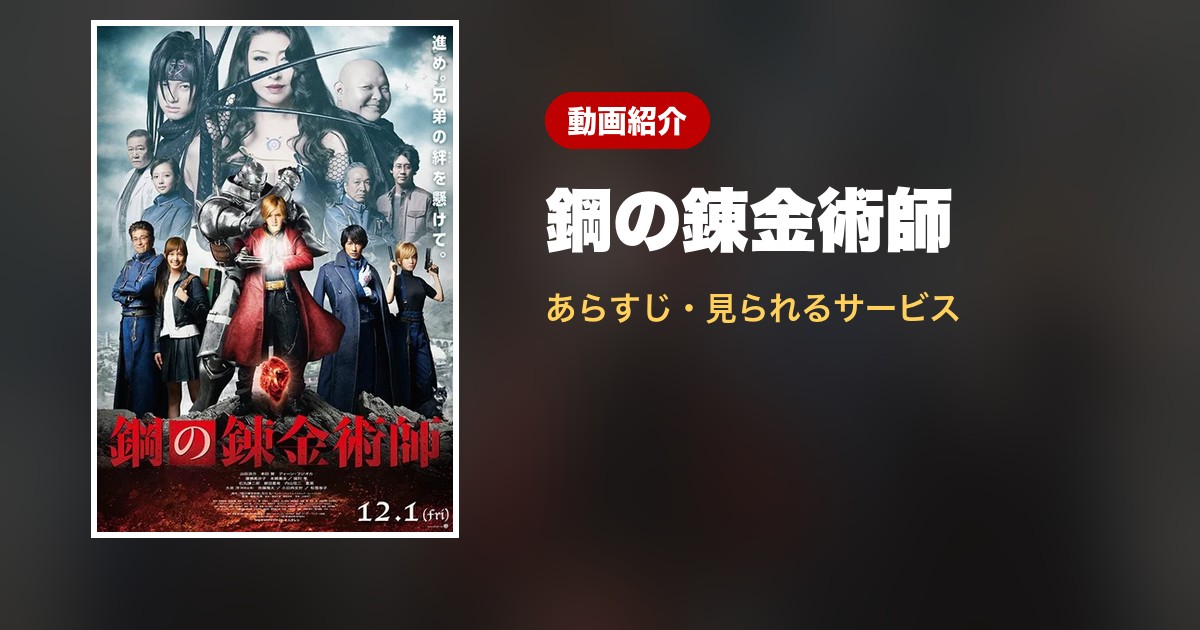 進め。兄弟の絆を懸けて。
鋼の錬金術師
12.1(fri)
動画紹介
鋼の錬金術師
あらすじ・見られるサービス